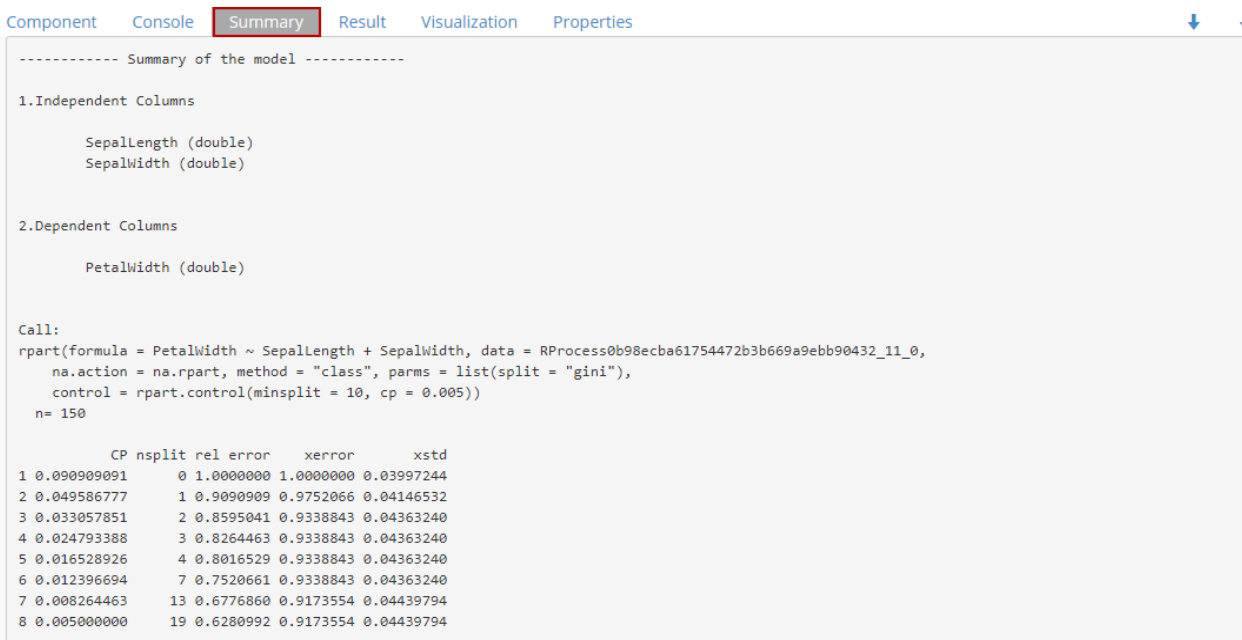 Component Console Summary Result Visualization Properties
------------ Summary of the model ------------
1.Independent Columns
SepalLength (double)
SepalWidth (double)
2.Dependent Columns
PetalWidth (double)
Call:
rpart(formula = PetalWidth ~ SepalLength + SepalWidth, data = RProcess0b98ecba61754472b3b669a9ebb90432_11_0,
na.action = na.rpart, method = "class", parms = list(split = "gini"),
control = rpart.control(minsplit = 10, cp = 0.005))
n= 150
CP nsplit rel error xerror xstd
1 0.090909091 0 1.0000000 1.0000000 0.03997244
2 0.049586777 1 0.9090909 0.9752066 0.04146532
3 0.033057851 2 0.8595041 0.9338843 0.04363240
4 0.024793388 3 0.8264463 0.9338843 0.04363240
5 0.016528926 4 0.8016529 0.9338843 0.04363240
6 0.012396694 7 0.7520661 0.9338843 0.04363240
7 0.008264463 13 0.6776860 0.9173554 0.04439794
8 0.005000000 19 0.6280992 0.9173554 0.04439794